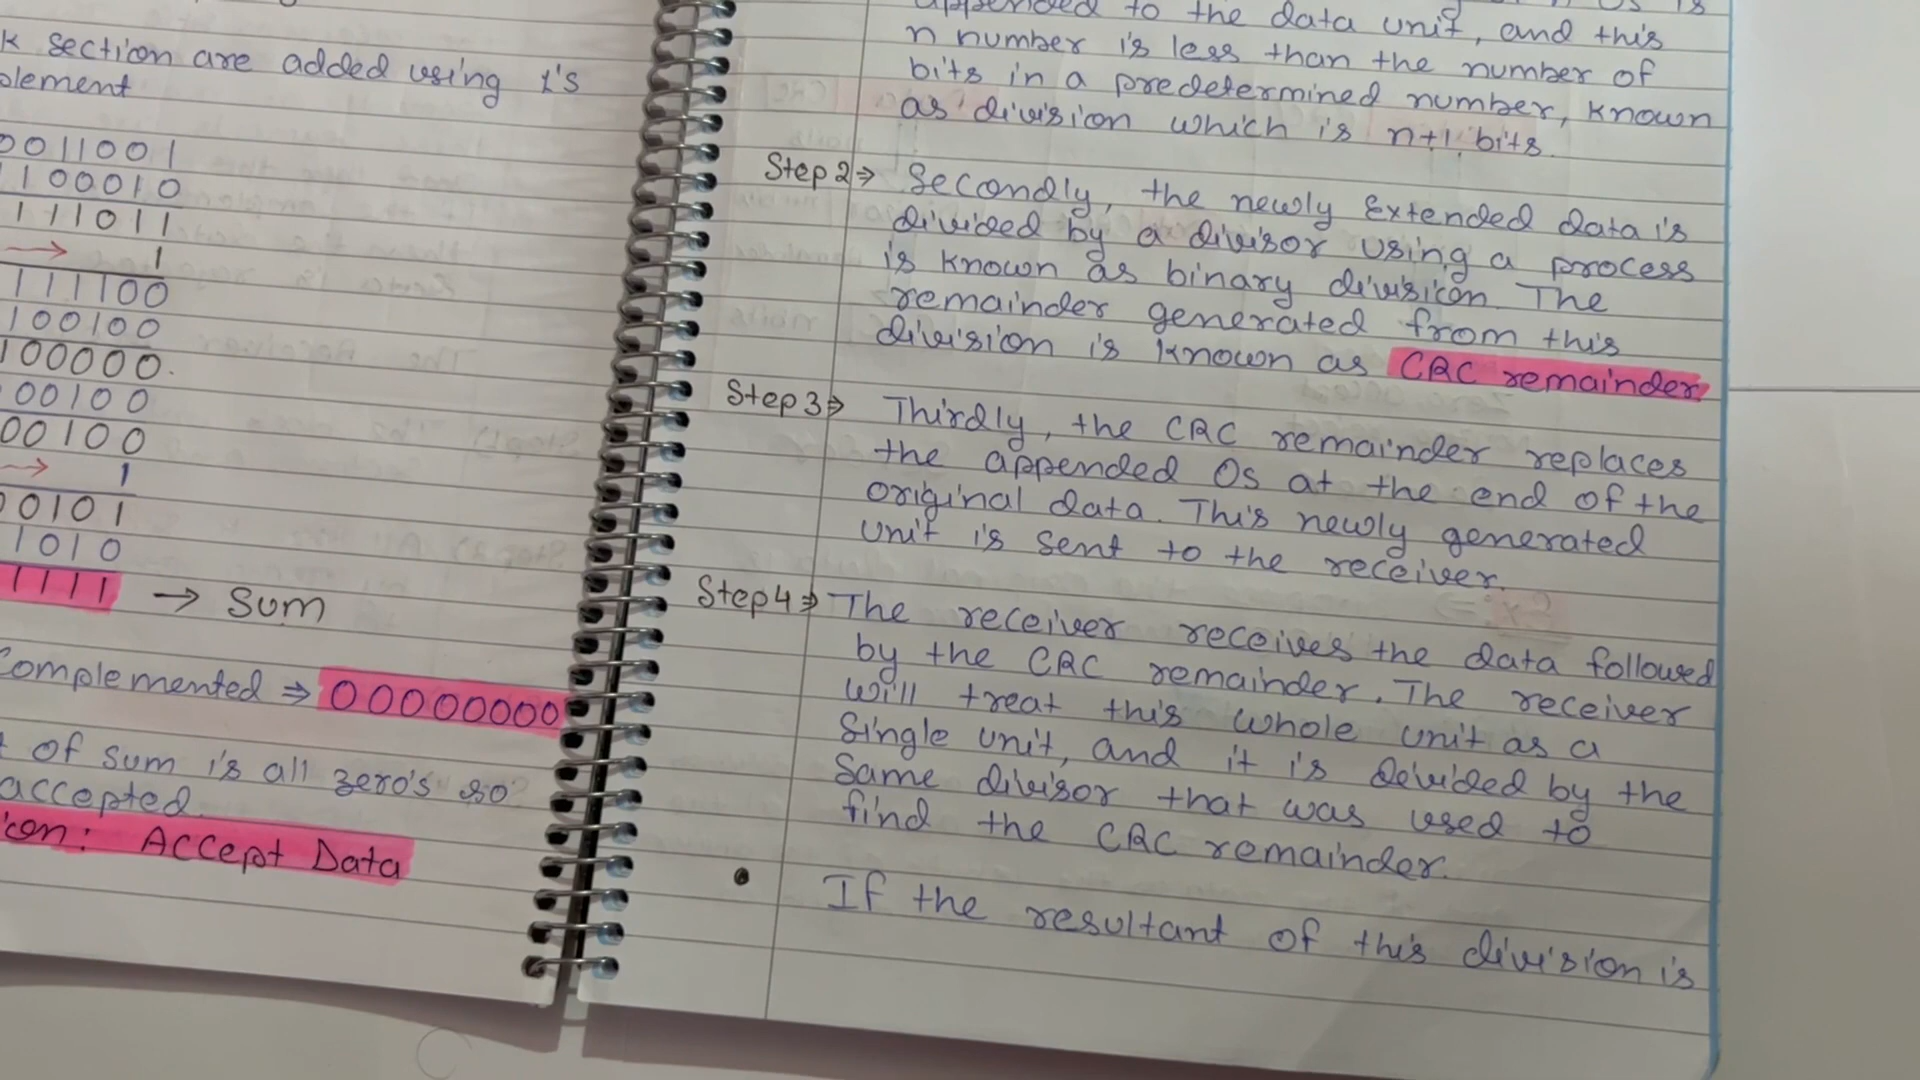 k section are added using 1's
plement
0011001
1100010
111011
→ 1
111100
100100
100000.
00100
00100
→ 1
00101
1010
1111 → Sum
Complemented ⇒ 00000000
of sum is all zero's so
accepted.
ion: Accept Data
appended to the data unit, and this
n number is less than the number of
bits in a predetermined number, known
as division which is n+1 bits.
Step 2 ⇒ Secondly, the newly Extended data is
divided by a divisor using a process
is known as binary division The
remainder generated from this
division is known as CRC remainder
Step 3 ⇒ Thirdly, the CRC remainder replaces
the appended 0s at the end of the
original data. This newly generated
unit is sent to the receiver.
Step 4 ⇒ The receiver receives the data followed
by the CRC remainder. The receiver
will treat this whole unit as a
Single unit, and it is devided by the
Same divisor that was used to
find the CRC remainder.
• If the resultant of this division is